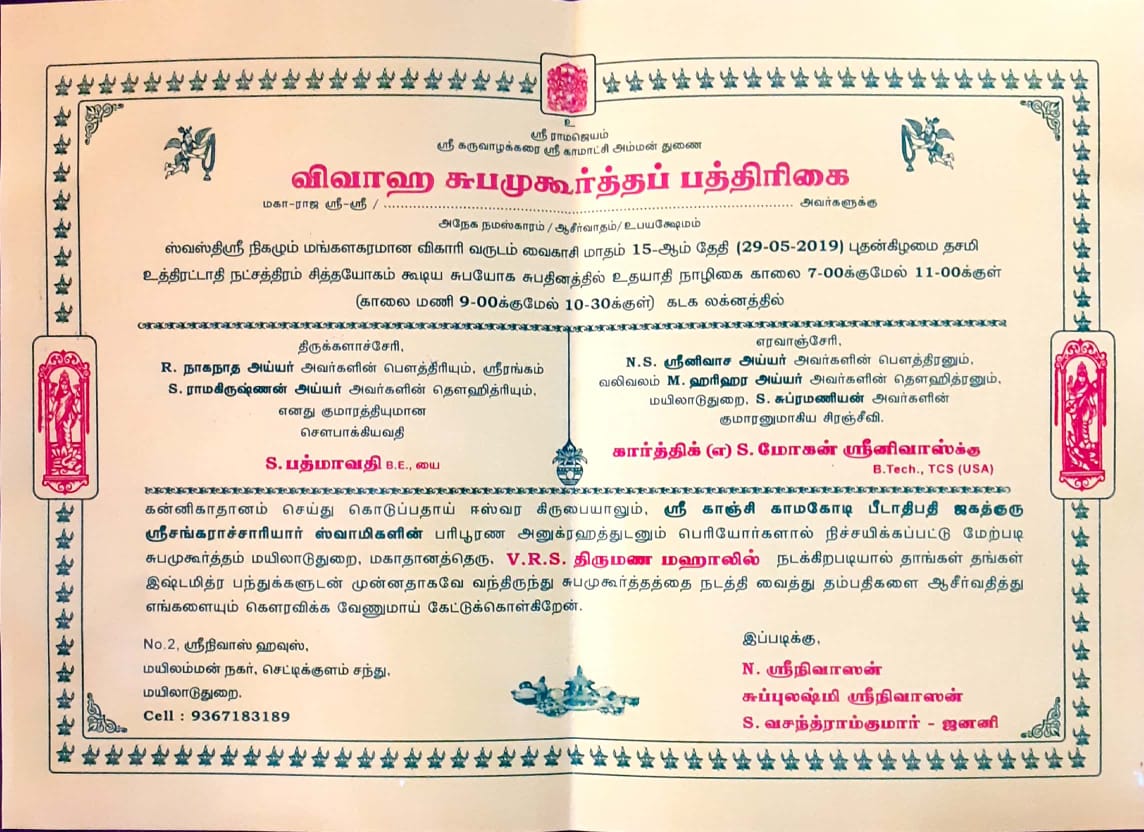 உ
ஸ்ரீ ராமஜெயம்
ஸ்ரீ கருவாழக்கரை ஸ்ரீ காமாட்சி அம்மன் துணை
விவாஹ சுபமுகூர்த்தப் பத்திரிகை
மகா-ராஜ ஸ்ரீ-ஸ்ரீ / ........................................ அவர்களுக்கு
அநேக நமஸ்காரம் / ஆசீர்வாதம் / உபயக்ஷேமம்
ஸ்வஸ்திஸ்ரீ நிகழும் மங்களகரமான விகாரி வருடம் வைகாசி மாதம் 15-ஆம் தேதி (29-05-2019) புதன்கிழமை தசமி
உத்திரட்டாதி நட்சத்திரம் சித்தயோகம் கூடிய சுபயோக சுபதினத்தில் உதயாதி நாழிகை காலை 7-00க்குமேல் 11-00க்குள்
(காலை மணி 9-00க்குமேல் 10-30க்குள்) கடக லக்னத்தில்
திருக்களாச்சேரி,
R. நாகநாத அய்யர் அவர்களின் பௌத்திரியும், ஸ்ரீரங்கம்
S. ராமகிருஷ்ணன் அய்யர் அவர்களின் தௌஹித்ரியும்,
எனது குமாரத்தியுமான
சௌபாக்கியவதி
S. பத்மாவதி B.E., யை
எரவாஞ்சேரி,
N.S. ஸ்ரீனிவாச அய்யர் அவர்களின் பௌத்திரனும்,
வலிவலம் M. ஹரிஹர அய்யர் அவர்களின் தௌஹித்ரனும்,
மயிலாடுதுறை, S. சுப்ரமணியன் அவர்களின்
குமாரனுமாகிய சிரஞ்சீவி.
கார்த்திக் (எ) S. மோகன் ஸ்ரீனிவாஸ்க்கு
B.Tech., TCS (USA)
கன்னிகாதானம் செய்து கொடுப்பதாய் ஈஸ்வர கிருபையாலும், ஸ்ரீ காஞ்சி காமகோடி பீடாதிபதி ஜகத்குரு
ஸ்ரீசங்கராச்சாரியார் ஸ்வாமிகளின் பரிபூரண அனுக்ரஹத்துடனும் பெரியோர்களால் நிச்சயிக்கப்பட்டு மேற்படி
சுபமுகூர்த்தம் மயிலாடுதுறை, மகாதானத்தெரு, V.R.S. திருமண மஹாலில் நடக்கிறபடியால் தாங்கள் தங்கள்
இஷ்டமித்ர பந்துக்களுடன் முன்னதாகவே வந்திருந்து சுபமுகூர்த்தத்தை நடத்தி வைத்து தம்பதிகளை ஆசீர்வதித்து
எங்களையும் கௌரவிக்க வேணுமாய் கேட்டுக்கொள்கிறேன்.
No.2, ஸ்ரீநிவாஸ் ஹவுஸ்,
மயிலம்மன் நகர், செட்டிக்குளம் சந்து,
மயிலாடுதுறை.
Cell : 9367183189
இப்படிக்கு,
N. ஸ்ரீநிவாஸன்
சுப்புலஷ்மி ஸ்ரீநிவாஸன்
S. வசந்த்ராம்குமார் - ஜனனி